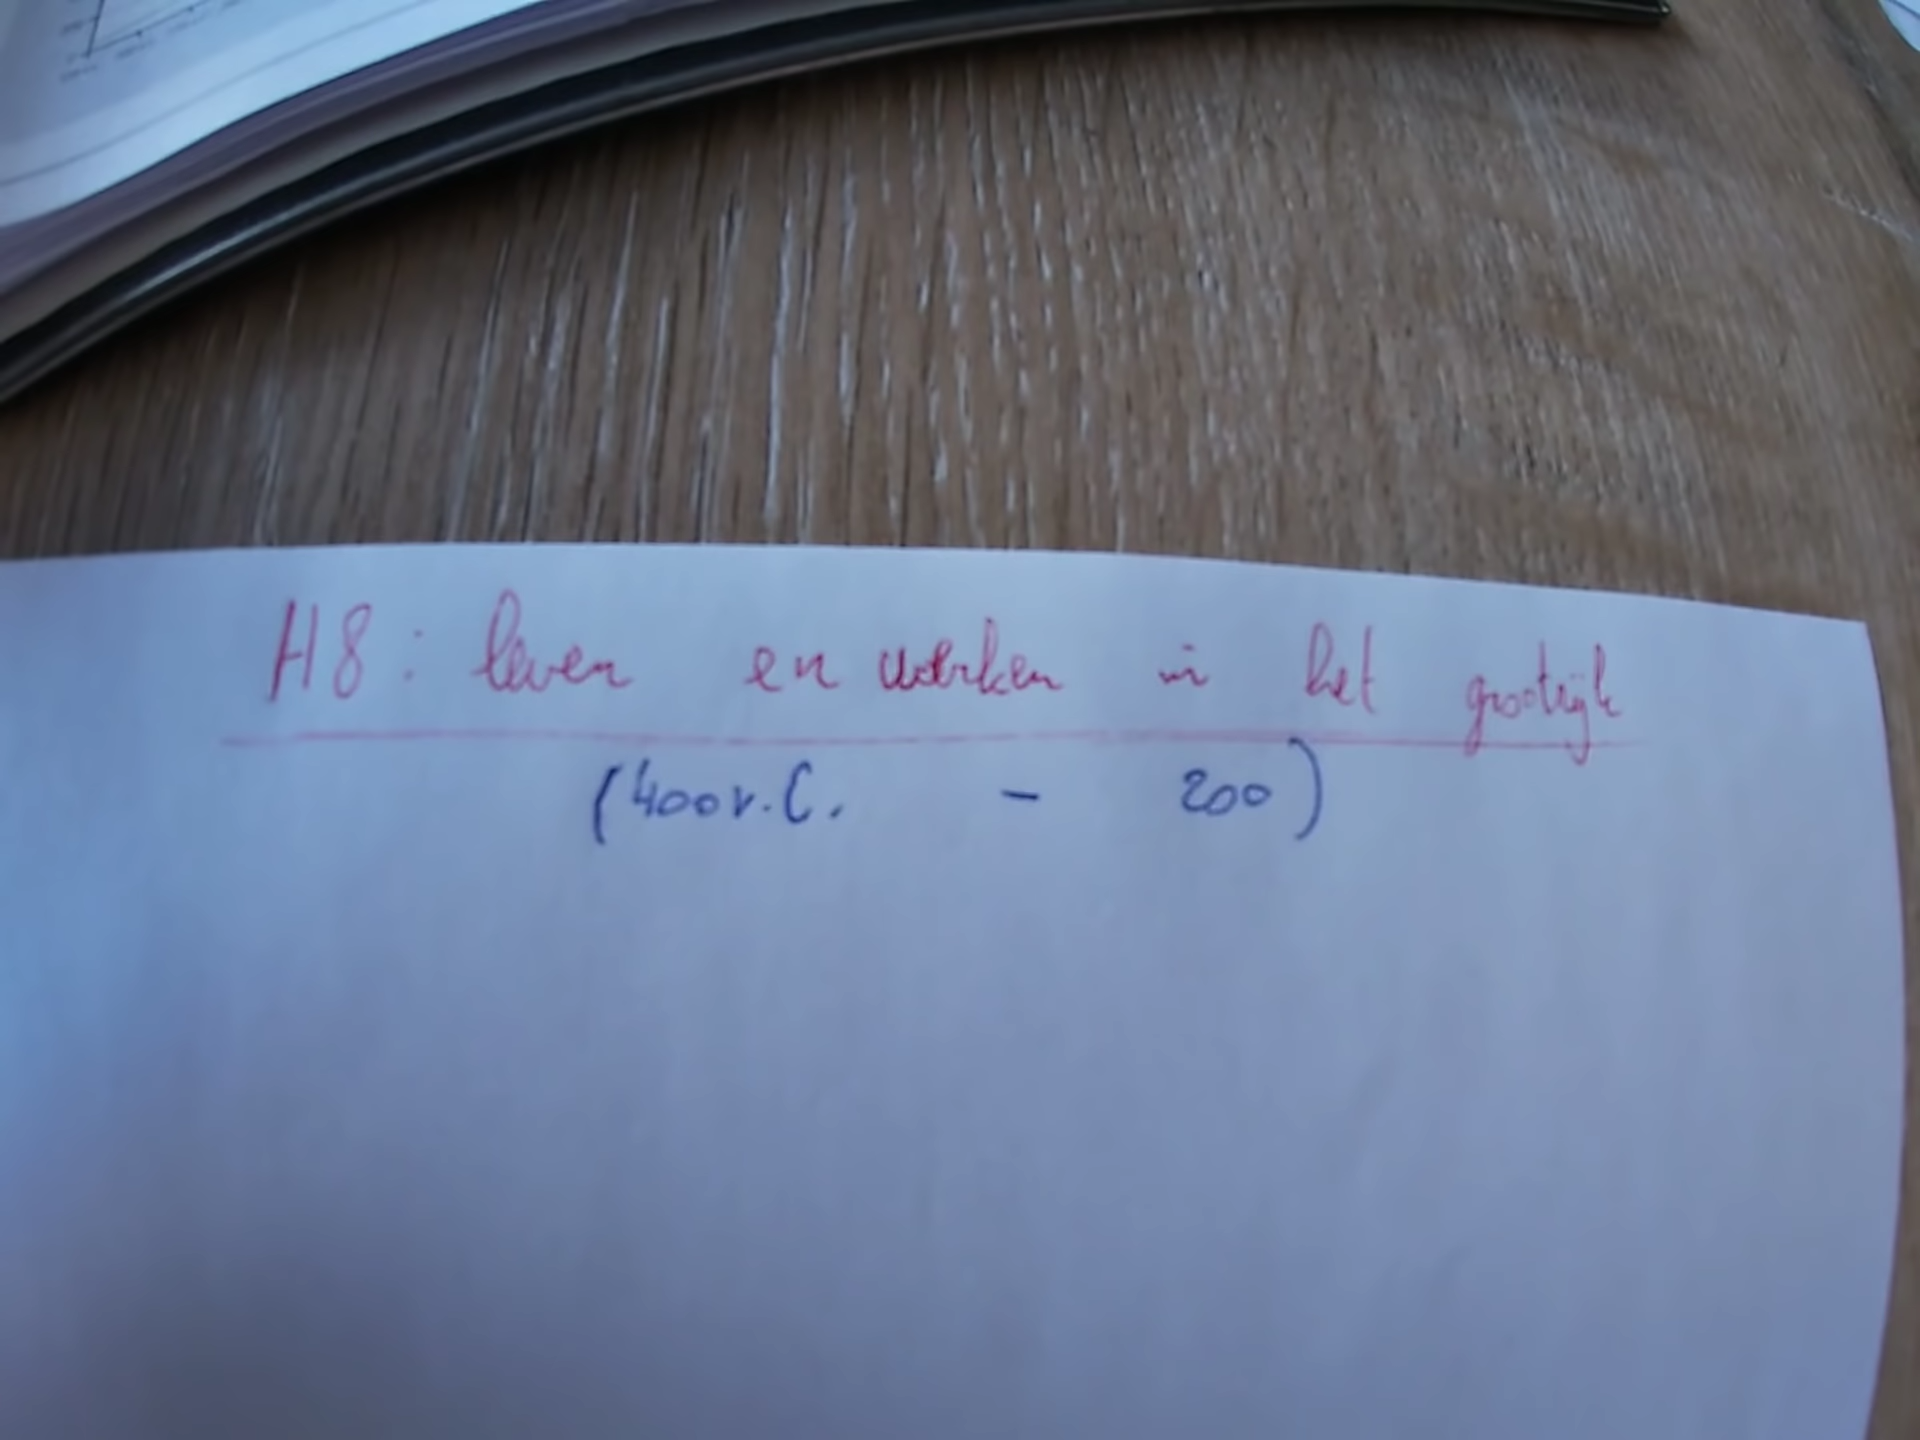 H8: leven en werken in het grootrijk
(400 v.C. - 200)